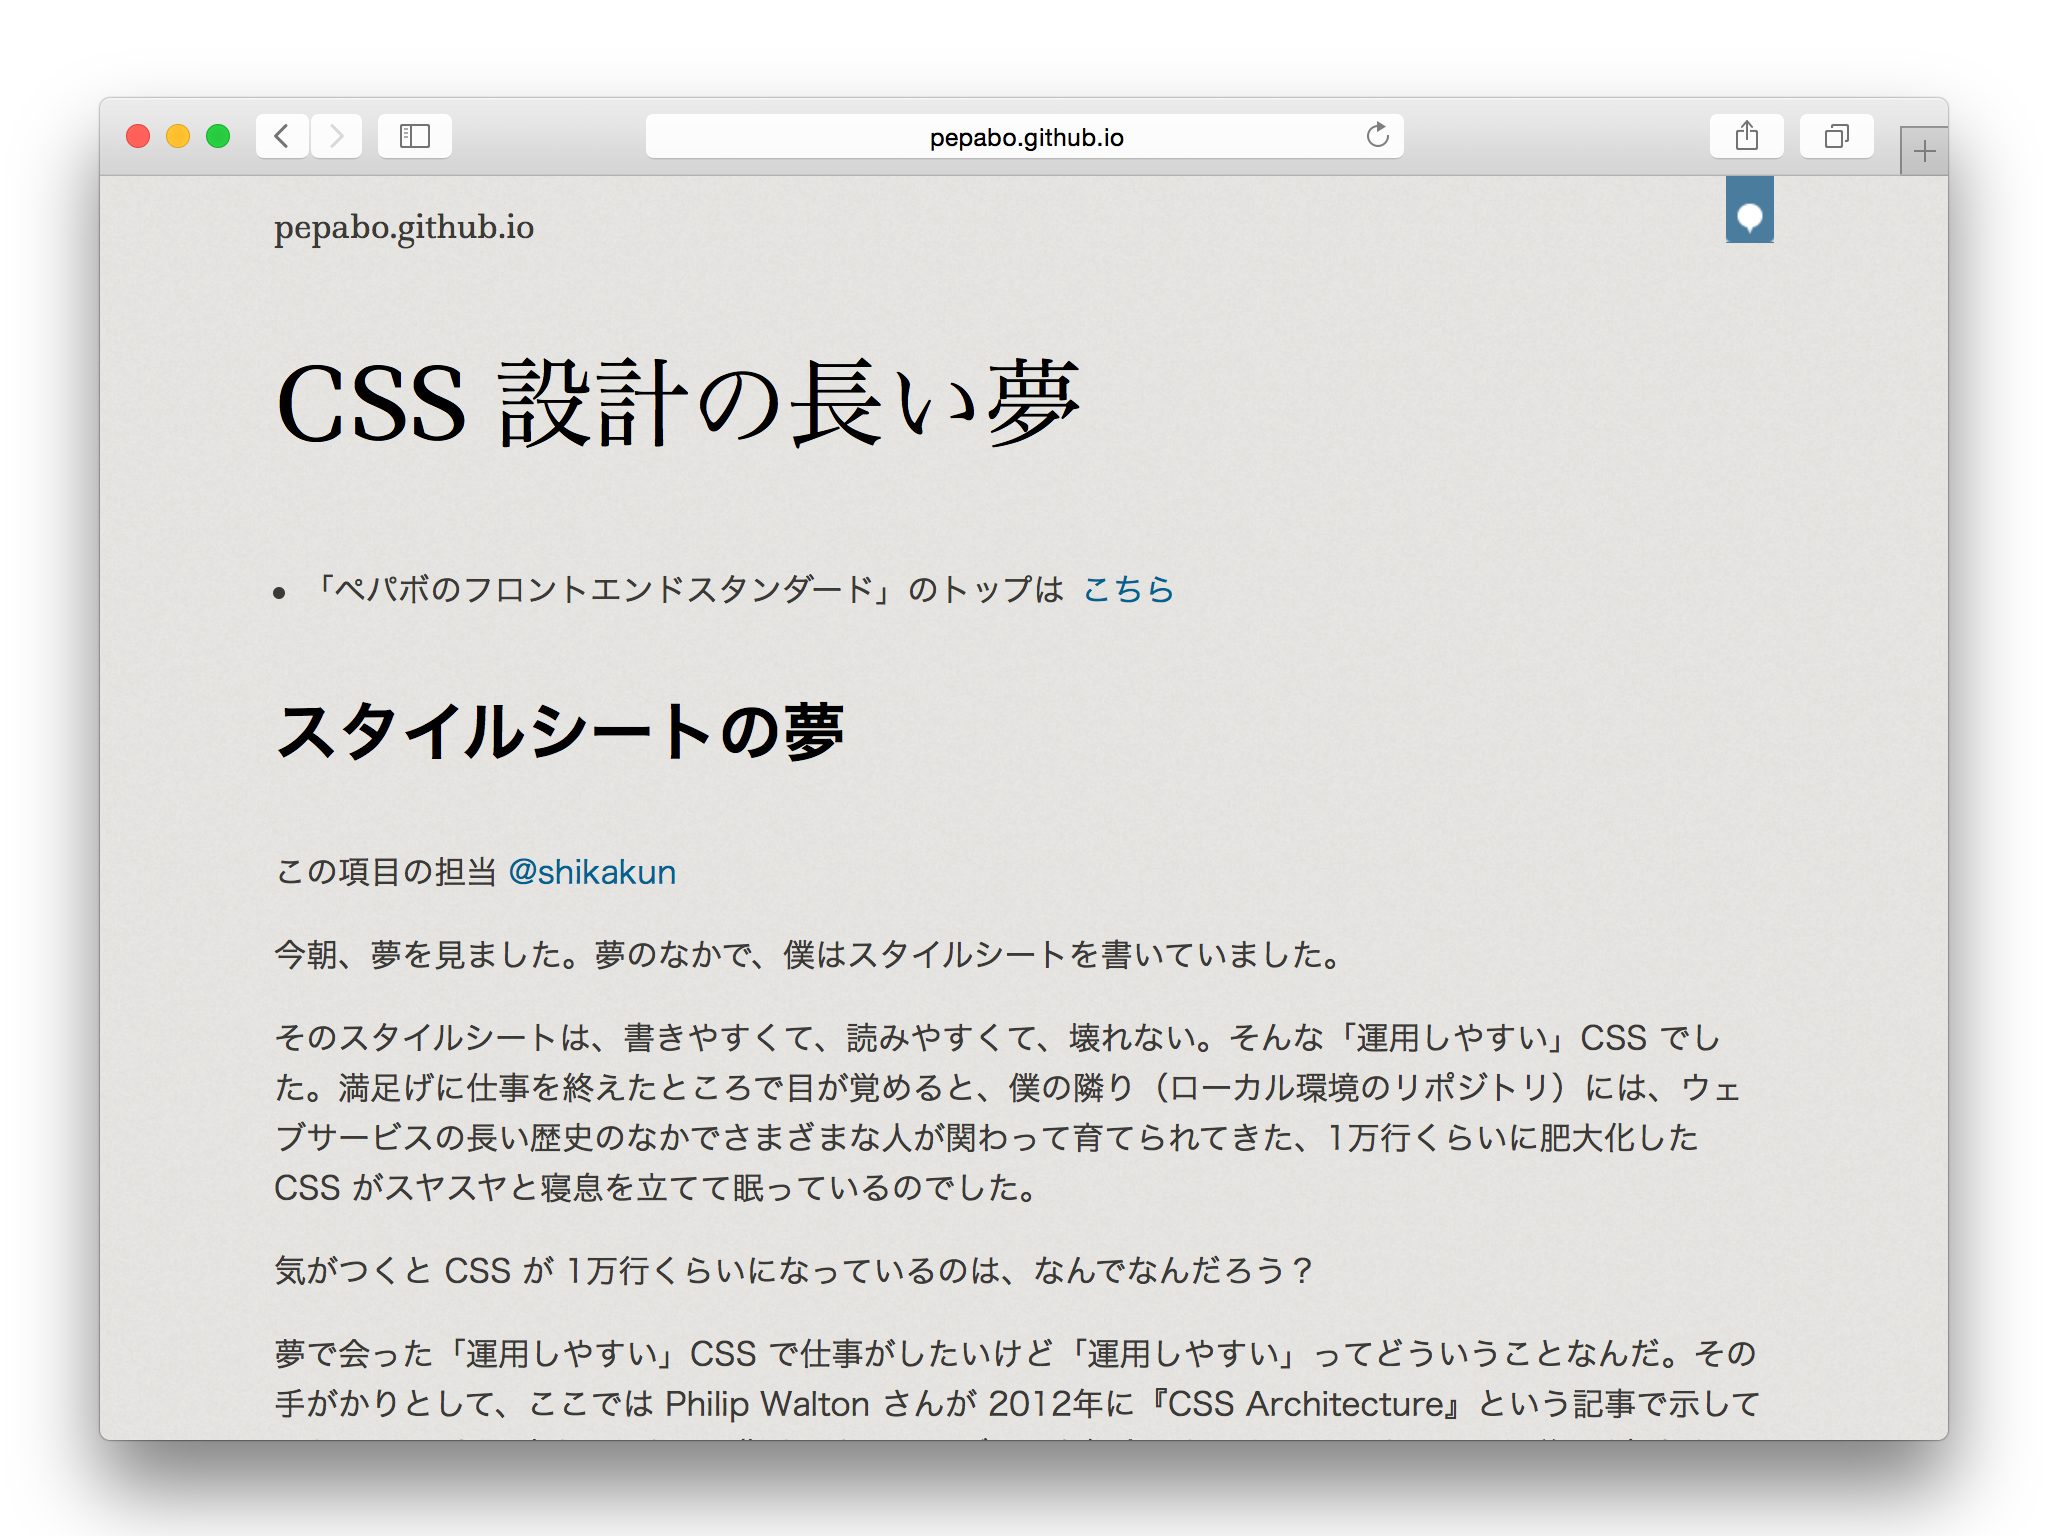 pepabo.github.io
pepabo.github.io
CSS 設計の長い夢
「ペパボのフロントエンドスタンダード」のトップは こちら
スタイルシートの夢
この項目の担当 @shikakun
今朝、夢を見ました。夢のなかで、僕はスタイルシートを書いていました。
そのスタイルシートは、書きやすくて、読みやすくて、壊れない。そんな「運用しやすい」CSS でし
た。満足げに仕事を終えたところで目が覚めると、僕の隣り（ローカル環境のリポジトリ）には、ウェ
ブサービスの長い歴史のなかでさまざまな人が関わって育てられてきた、1万行くらいに肥大化した
CSS がスヤスヤと寝息を立てて眠っているのでした。
気がつくと CSS が 1万行くらいになっているのは、なんでなんだろう？
夢で会った「運用しやすい」CSS で仕事がしたいけど「運用しやすい」ってどういうことなんだ。その
手がかりとして、ここでは Philip Walton さんが 2012年に『CSS Architecture』という記事で示して